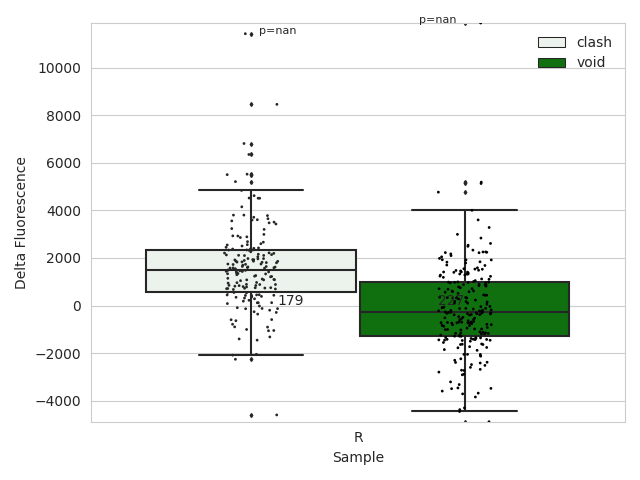 p=nan
p=nan
clash
void
10000
8000
6000
4000
2000
0
−2000
−4000
Delta Fluorescence
179
R
Sample